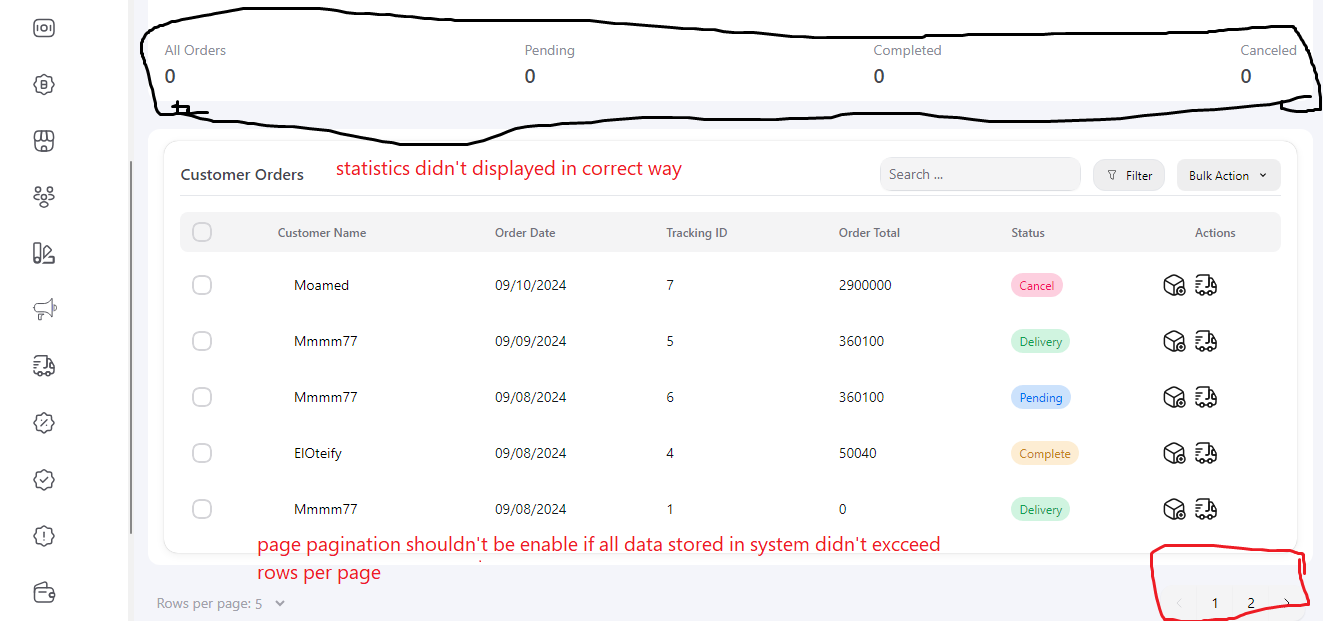 All Orders Pending Completed Canceled
0 0 0 0
Customer Orders statistics didn't displayed in correct way Search ... Filter Bulk Action
Customer Name Order Date Tracking ID Order Total Status Actions
Moamed 09/10/2024 7 2900000 Cancel
Mmmm77 09/09/2024 5 360100 Delivery
Mmmm77 09/08/2024 6 360100 Pending
ElOteify 09/08/2024 4 50040 Complete
Mmmm77 09/08/2024 1 0 Delivery
page pagination shouldn't be enable if all data stored in system didn't excceed
rows per page
Rows per page: 5 1 2